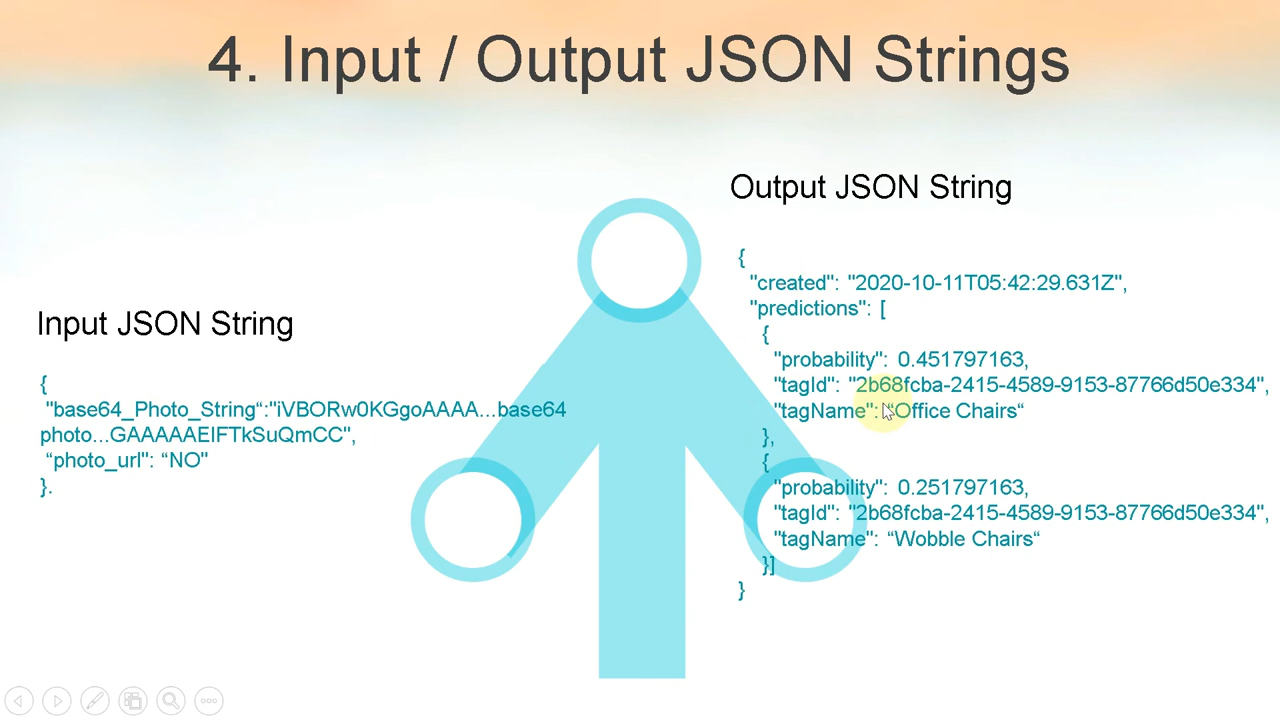 4. Input / Output JSON Strings
Input JSON String
{
"base64_Photo_String“:"iVBORw0KGgoAAAA...base64
photo...GAAAAAElFTkSuQmCC",
“photo_url": “NO"
}.
Output JSON String
{
"created": "2020-10-11T05:42:29.631Z",
"predictions": [
{
"probability": 0.451797163,
"tagId": "2b68fcba-2415-4589-9153-87766d50e334",
"tagName": “Office Chairs“
},
{
"probability": 0.251797163,
"tagId": "2b68fcba-2415-4589-9153-87766d50e334",
"tagName": “Wobble Chairs“
}]
}